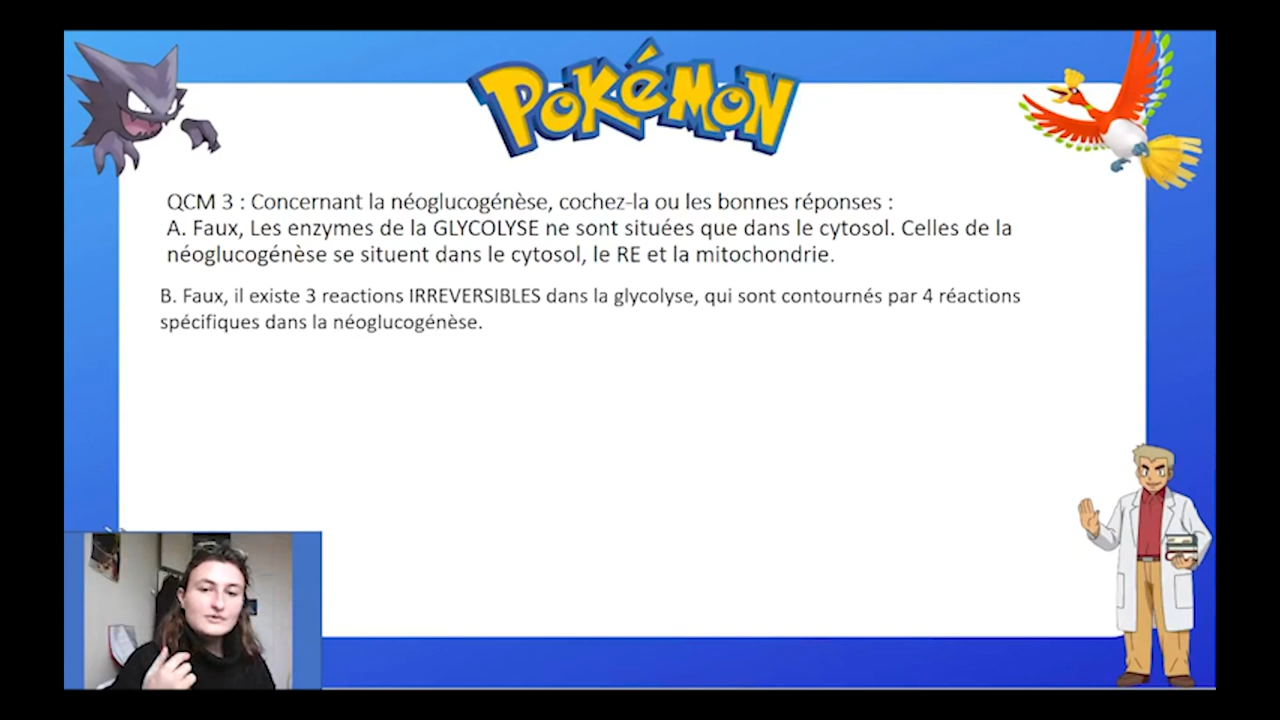 POKÉMON
QCM 3 : Concernant la néoglucogénèse, cochez-la ou les bonnes réponses :
A. Faux, Les enzymes de la GLYCOLYSE ne sont situées que dans le cytosol. Celles de la
néoglucogénèse se situent dans le cytosol, le RE et la mitochondrie.
B. Faux, il existe 3 reactions IRREVERSIBLES dans la glycolyse, qui sont contournés par 4 réactions
spécifiques dans la néoglucogénèse.